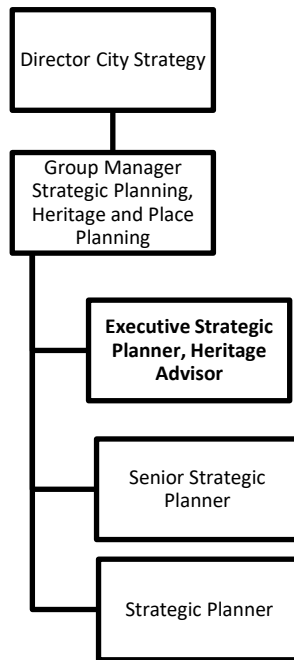 Director City Strategy
Group Manager
Strategic Planning,
Heritage and Place
Planning
Executive Strategic
Planner, Heritage
Advisor
Senior Strategic
Planner
Strategic Planner